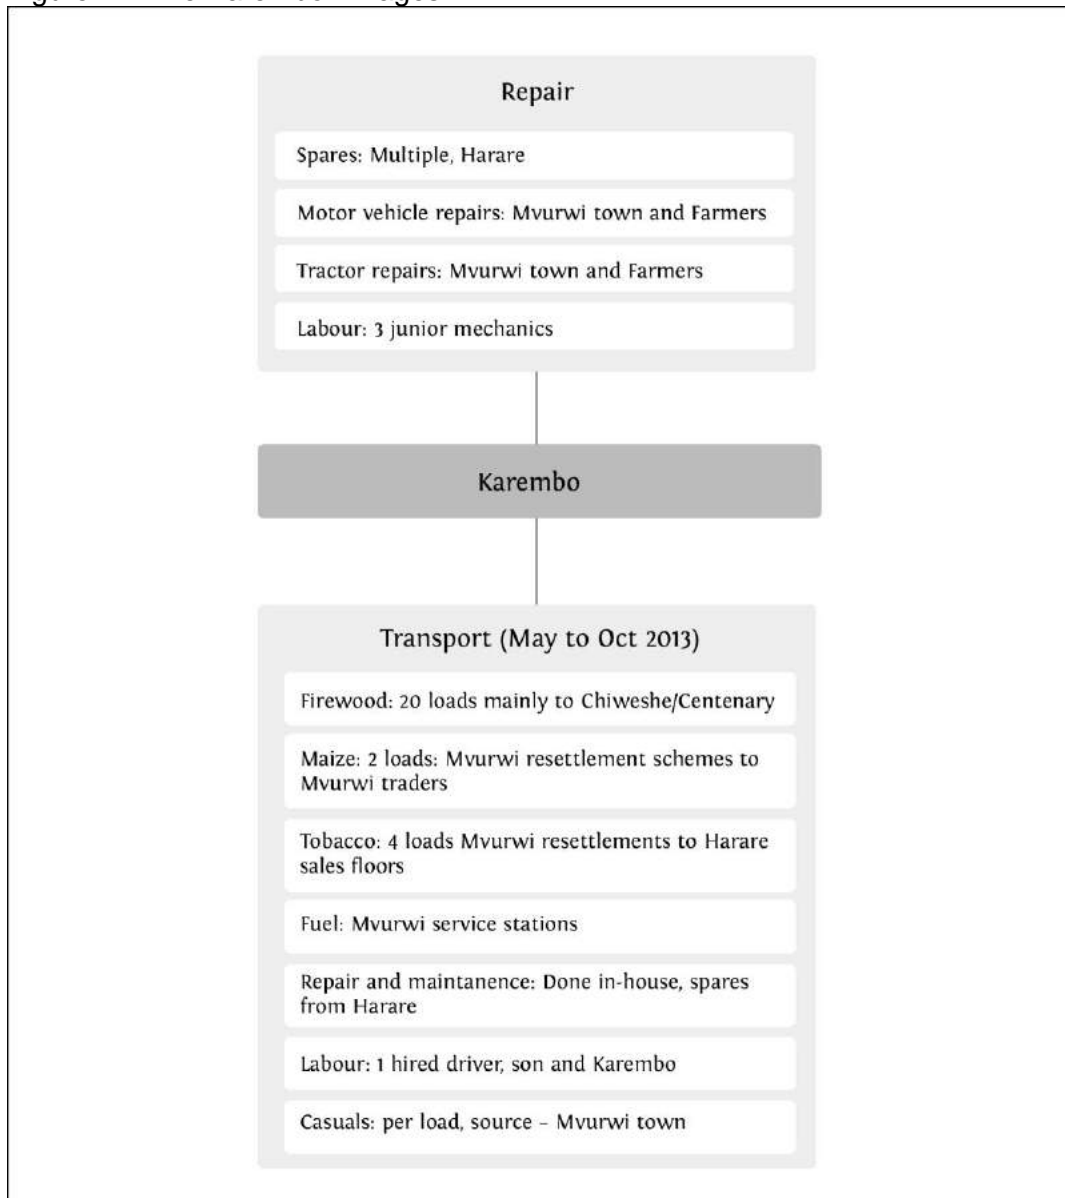 Repair
Spares: Multiple, Harare
Motor vehicle repairs: Mvurwi town and Farmers
Tractor repairs: Mvurwi town and Farmers
Labour: 3 junior mechanics
Karembo
Transport (May to Oct 2013)
Firewood: 20 loads mainly to Chiweshe/Centenary
Maize: 2 loads: Mvurwi resettlement schemes to
Mvurwi traders
Tobacco: 4 loads Mvurwi resettlements to Harare
sales floors
Fuel: Mvurwi service stations
Repair and maintanence: Done in-house, spares
from Harare
Labour: 1 hired driver, son and Karembo
Casuals: per load, source – Mvurwi town